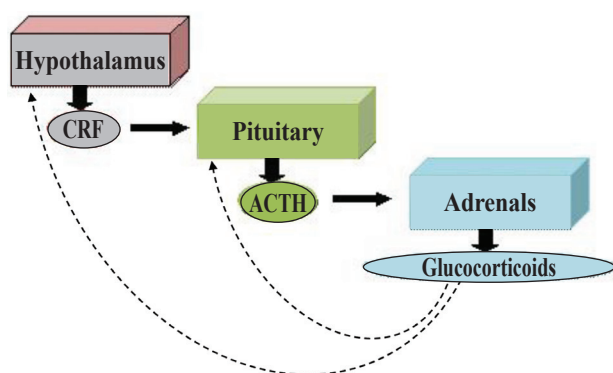 Hypothalamus
CRF
Pituitary
ACTH
Adrenals
Glucocorticoids